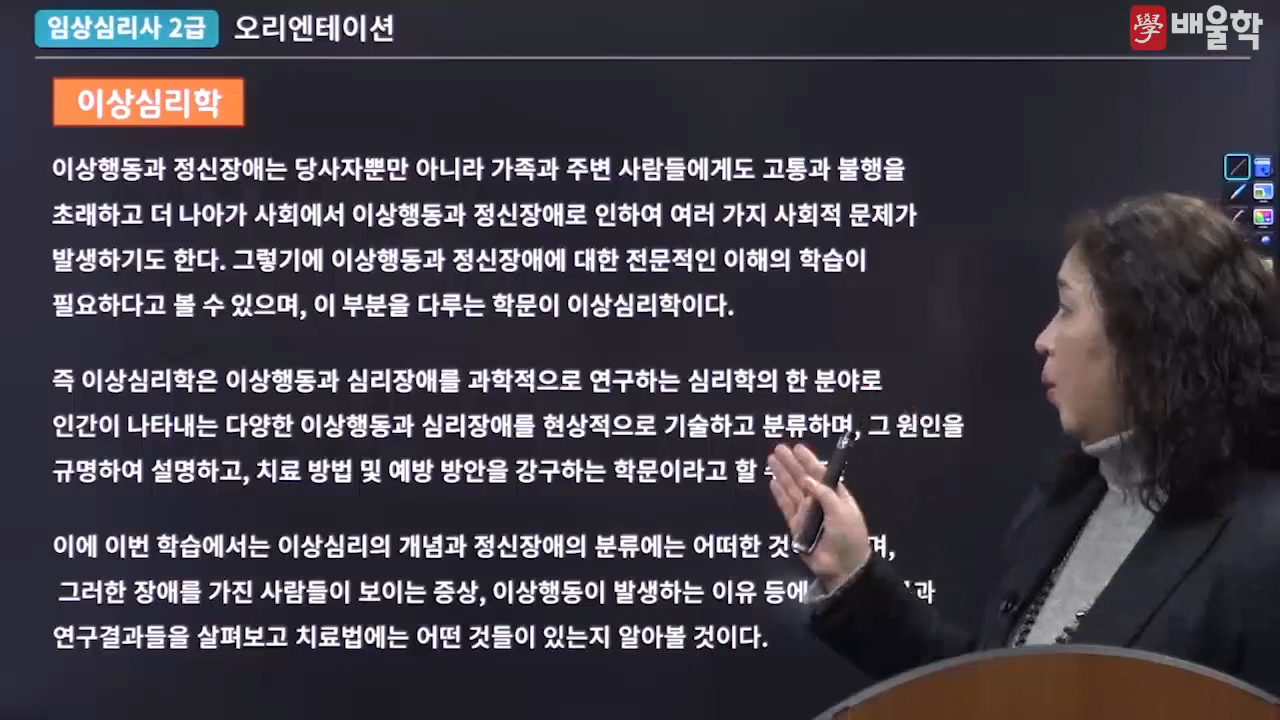 임상심리사 2급 오리엔테이션
學 배울학
이상심리학
이상행동과 정신장애는 당사자뿐만 아니라 가족과 주변 사람들에게도 고통과 불행을
초래하고 더 나아가 사회에서 이상행동과 정신장애로 인하여 여러 가지 사회적 문제가
발생하기도 한다. 그렇기에 이상행동과 정신장애에 대한 전문적인 이해의 학습이
필요하다고 볼 수 있으며, 이 부분을 다루는 학문이 이상심리학이다.
즉 이상심리학은 이상행동과 심리장애를 과학적으로 연구하는 심리학의 한 분야로
인간이 나타내는 다양한 이상행동과 심리장애를 현상적으로 기술하고 분류하며, 그 원인을
규명하여 설명하고, 치료 방법 및 예방 방안을 강구하는 학문이라고 할
이에 이번 학습에서는 이상심리의 개념과 정신장애의 분류에는 어떠한
그러한 장애를 가진 사람들이 보이는 증상, 이상행동이 발생하는 이유 등에
연구결과들을 살펴보고 치료법에는 어떤 것들이 있는지 알아볼 것이다.